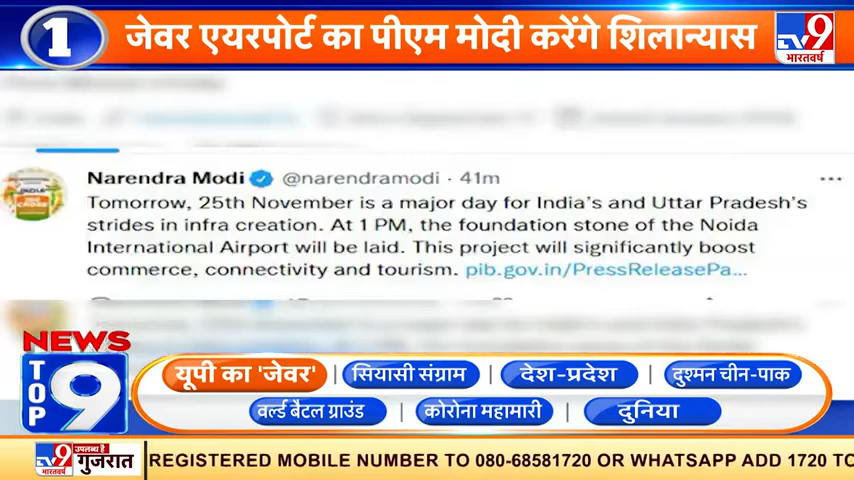 1
जेवर एयरपोर्ट का पीएम मोदी करेंगे शिलान्यास
TV9
भारतवर्ष
Narendra Modi @narendramodi · 41m
Tomorrow, 25th November is a major day for India's and Uttar Pradesh's
strides in infra creation. At 1 PM, the foundation stone of the Noida
International Airport will be laid. This project will significantly boost
commerce, connectivity and tourism. pib.gov.in/PressReleasePa...
NEWS
TOP 9
यूपी का 'जेवर' | सियासी संग्राम | देश-प्रदेश | दुश्मन चीन-पाक
वर्ल्ड बैटल ग्राउंड | कोरोना महामारी | दुनिया
TV9 भारतवर्ष उपलब्ध है गुजरात REGISTERED MOBILE NUMBER TO 080-68581720 OR WHATSAPP ADD 1720 TO